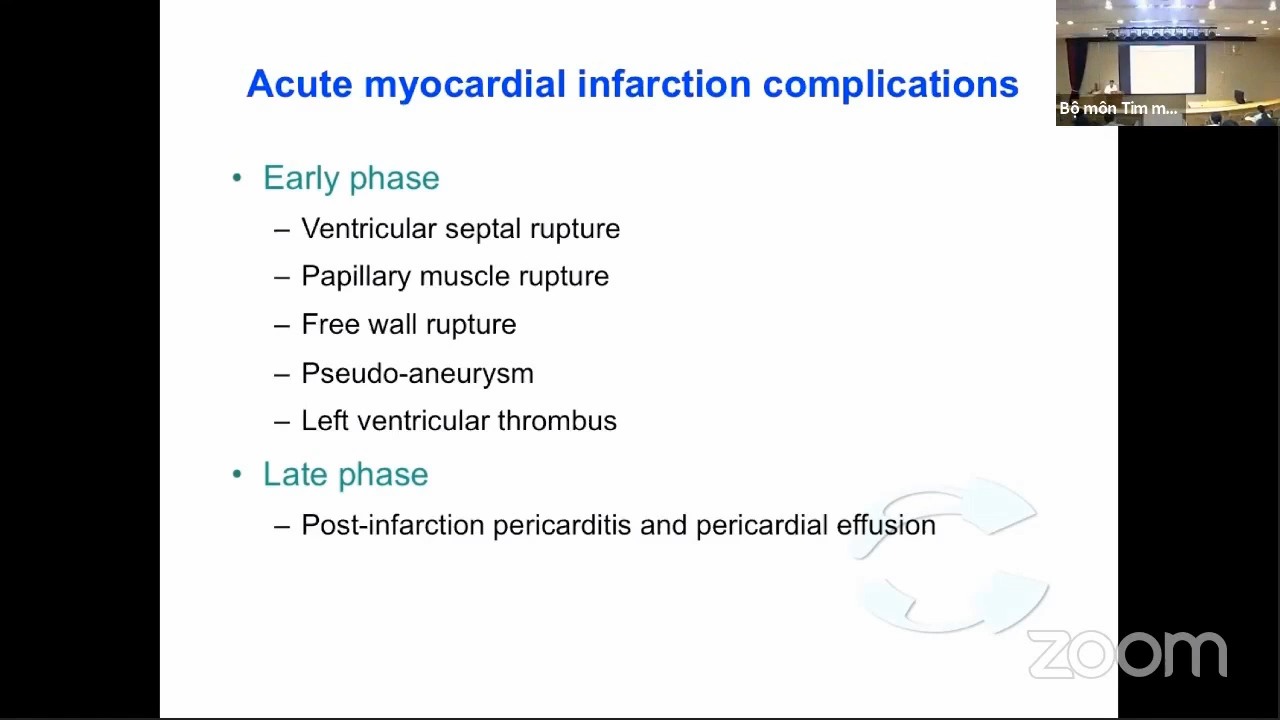 Acute myocardial infarction complications
Bộ môn Tim m...
• Early phase
– Ventricular septal rupture
– Papillary muscle rupture
– Free wall rupture
– Pseudo-aneurysm
– Left ventricular thrombus
• Late phase
– Post-infarction pericarditis and pericardial effusion
zoom